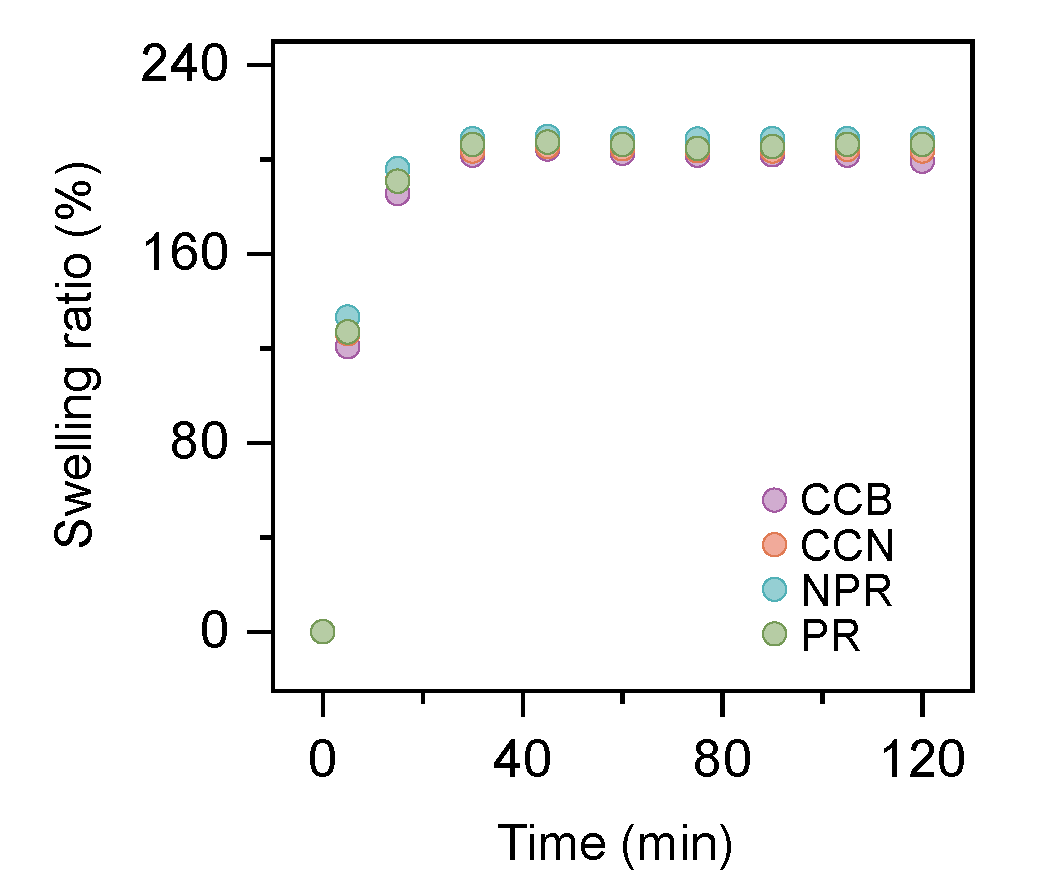 240
160
80
0
Swelling ratio (%)
CCB
CCN
NPR
PR
0 40 80 120
Time (min)